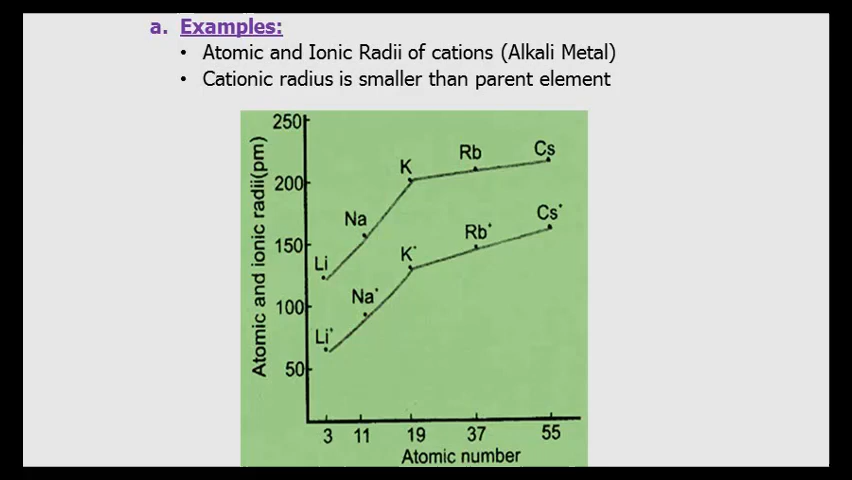 a. Examples:
• Atomic and Ionic Radii of cations (Alkali Metal)
• Cationic radius is smaller than parent element
Atomic and ionic radii(pm)
250
200
150
100
50
Li
Na
K
Rb
Cs
Li+
Na+
K+
Rb+
Cs+
3 11 19 37 55
Atomic number